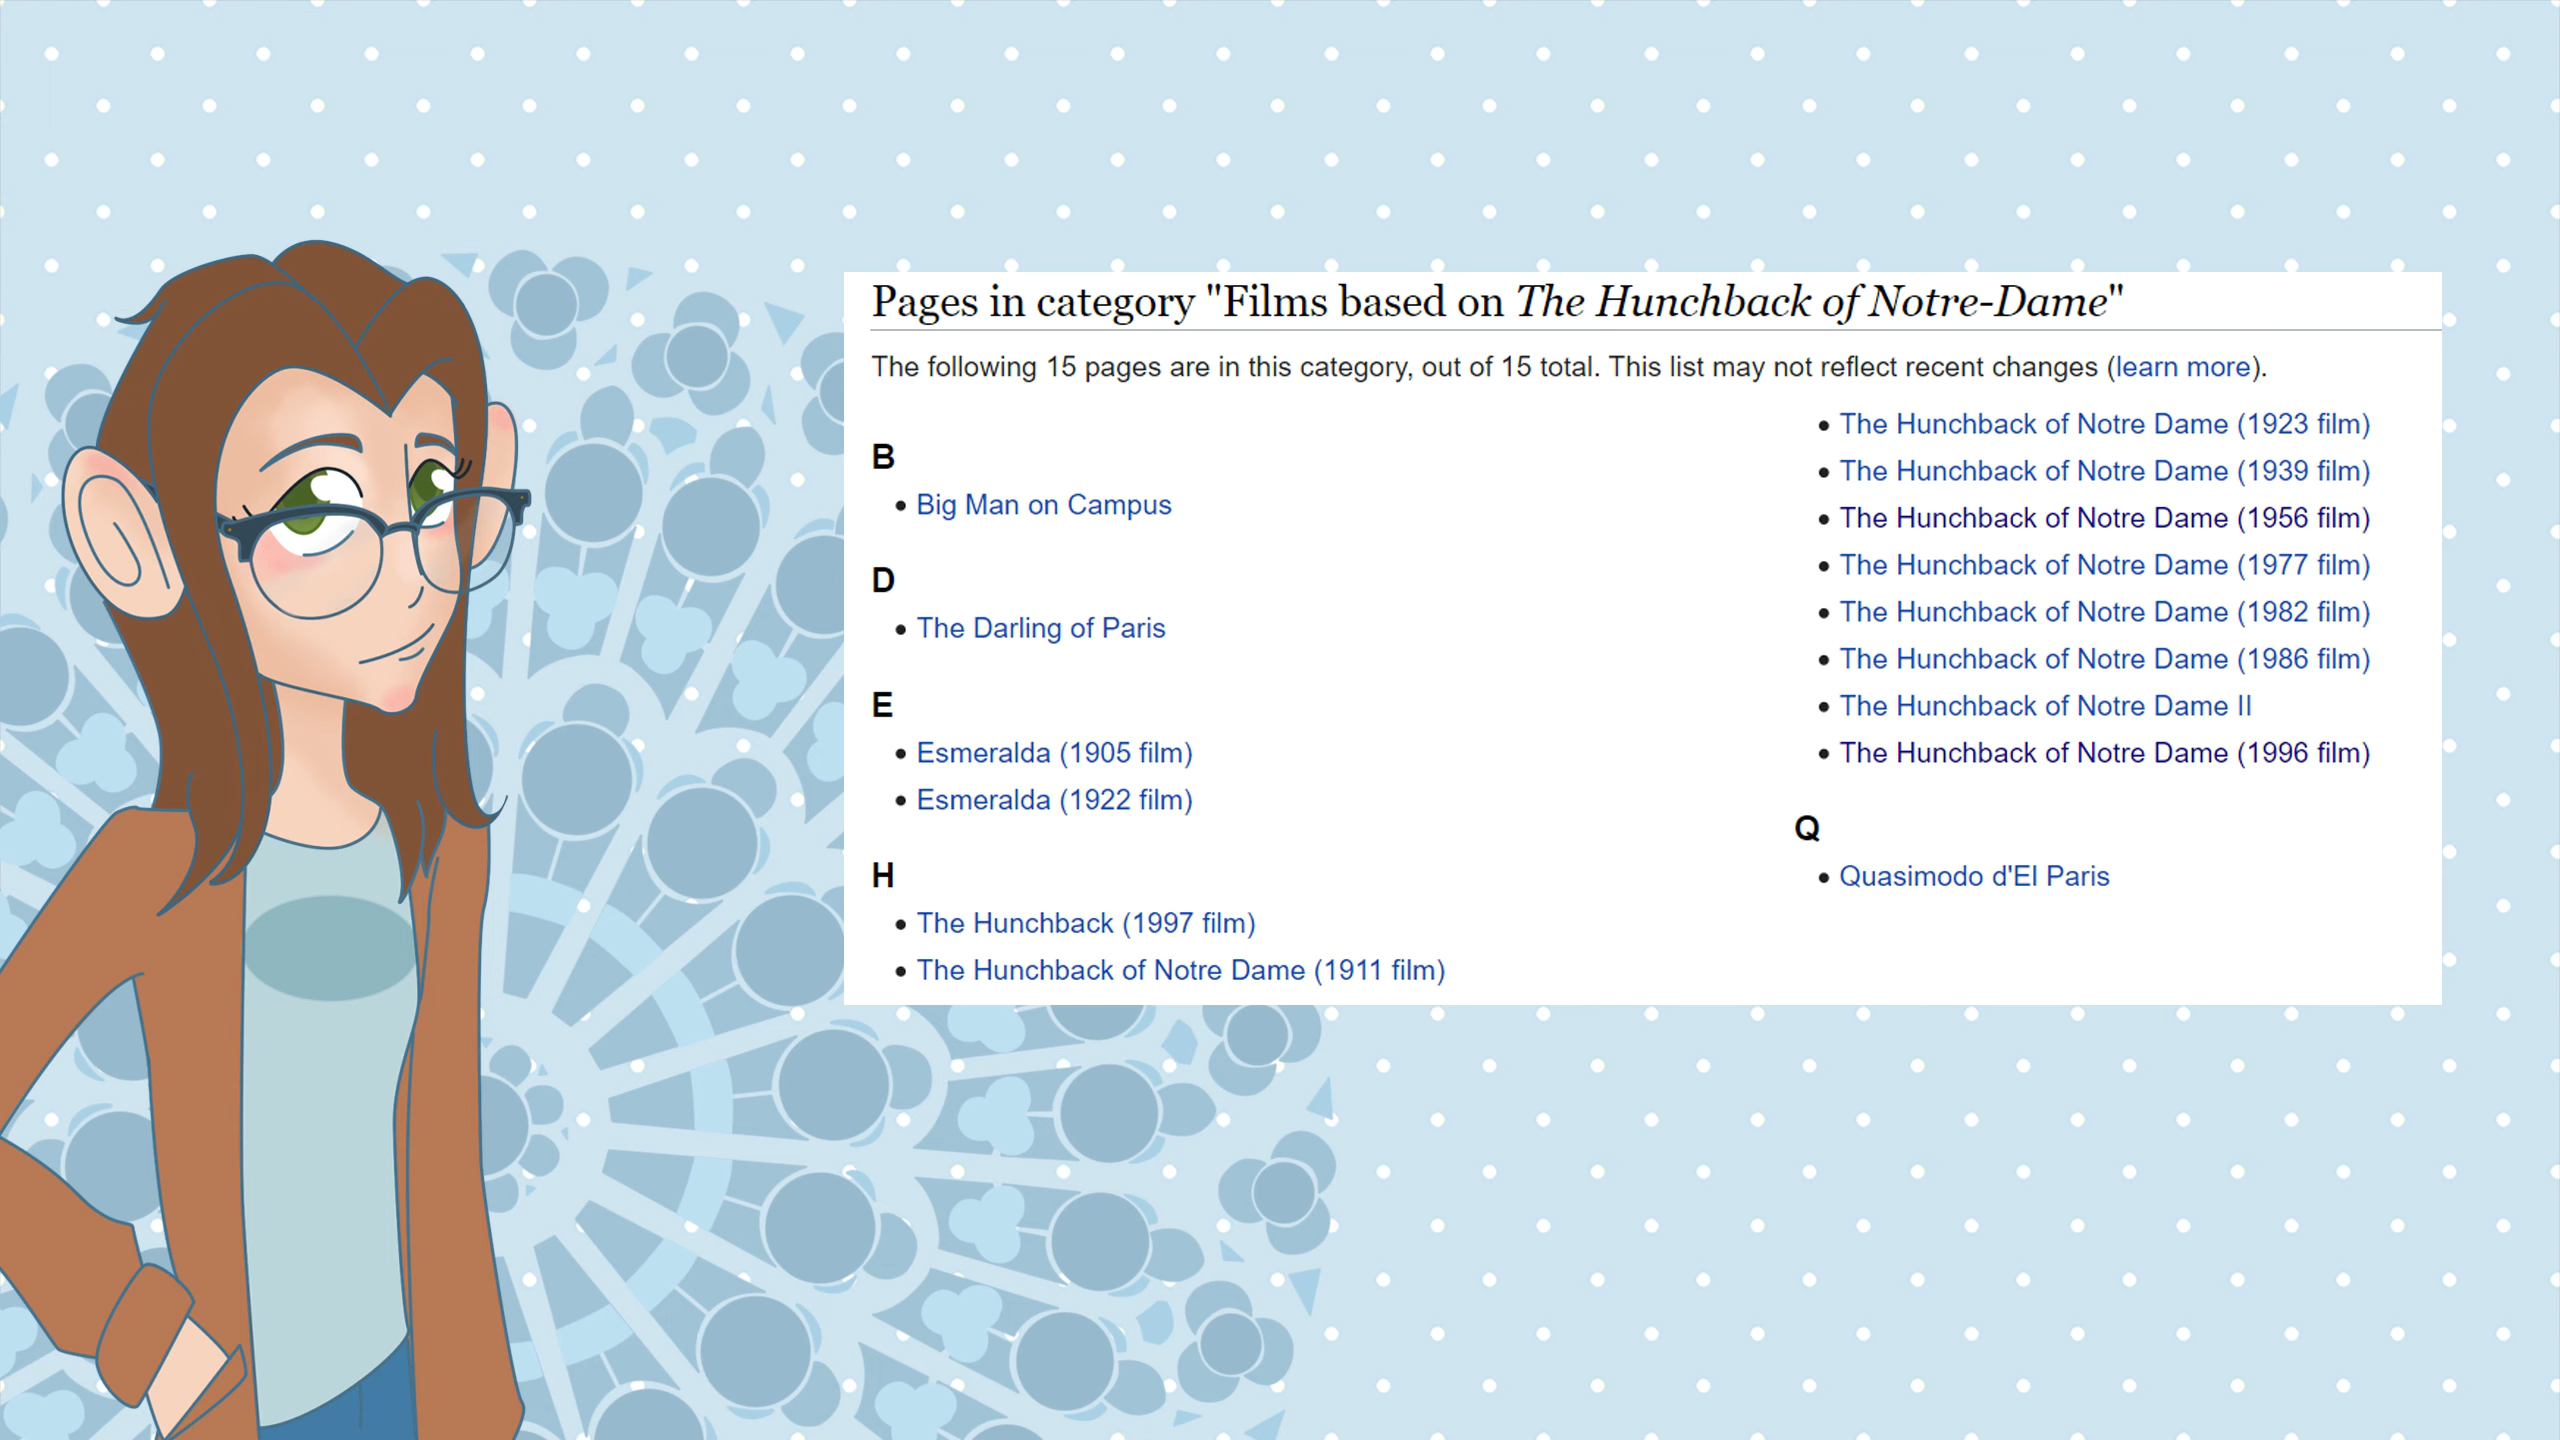 Pages in category "Films based on The Hunchback of Notre-Dame"
The following 15 pages are in this category, out of 15 total. This list may not reflect recent changes (learn more).
B
• Big Man on Campus
D
• The Darling of Paris
E
• Esmeralda (1905 film)
• Esmeralda (1922 film)
H
• The Hunchback (1997 film)
• The Hunchback of Notre Dame (1911 film)
• The Hunchback of Notre Dame (1923 film)
• The Hunchback of Notre Dame (1939 film)
• The Hunchback of Notre Dame (1956 film)
• The Hunchback of Notre Dame (1977 film)
• The Hunchback of Notre Dame (1982 film)
• The Hunchback of Notre Dame (1986 film)
• The Hunchback of Notre Dame II
• The Hunchback of Notre Dame (1996 film)
Q
• Quasimodo d'El Paris